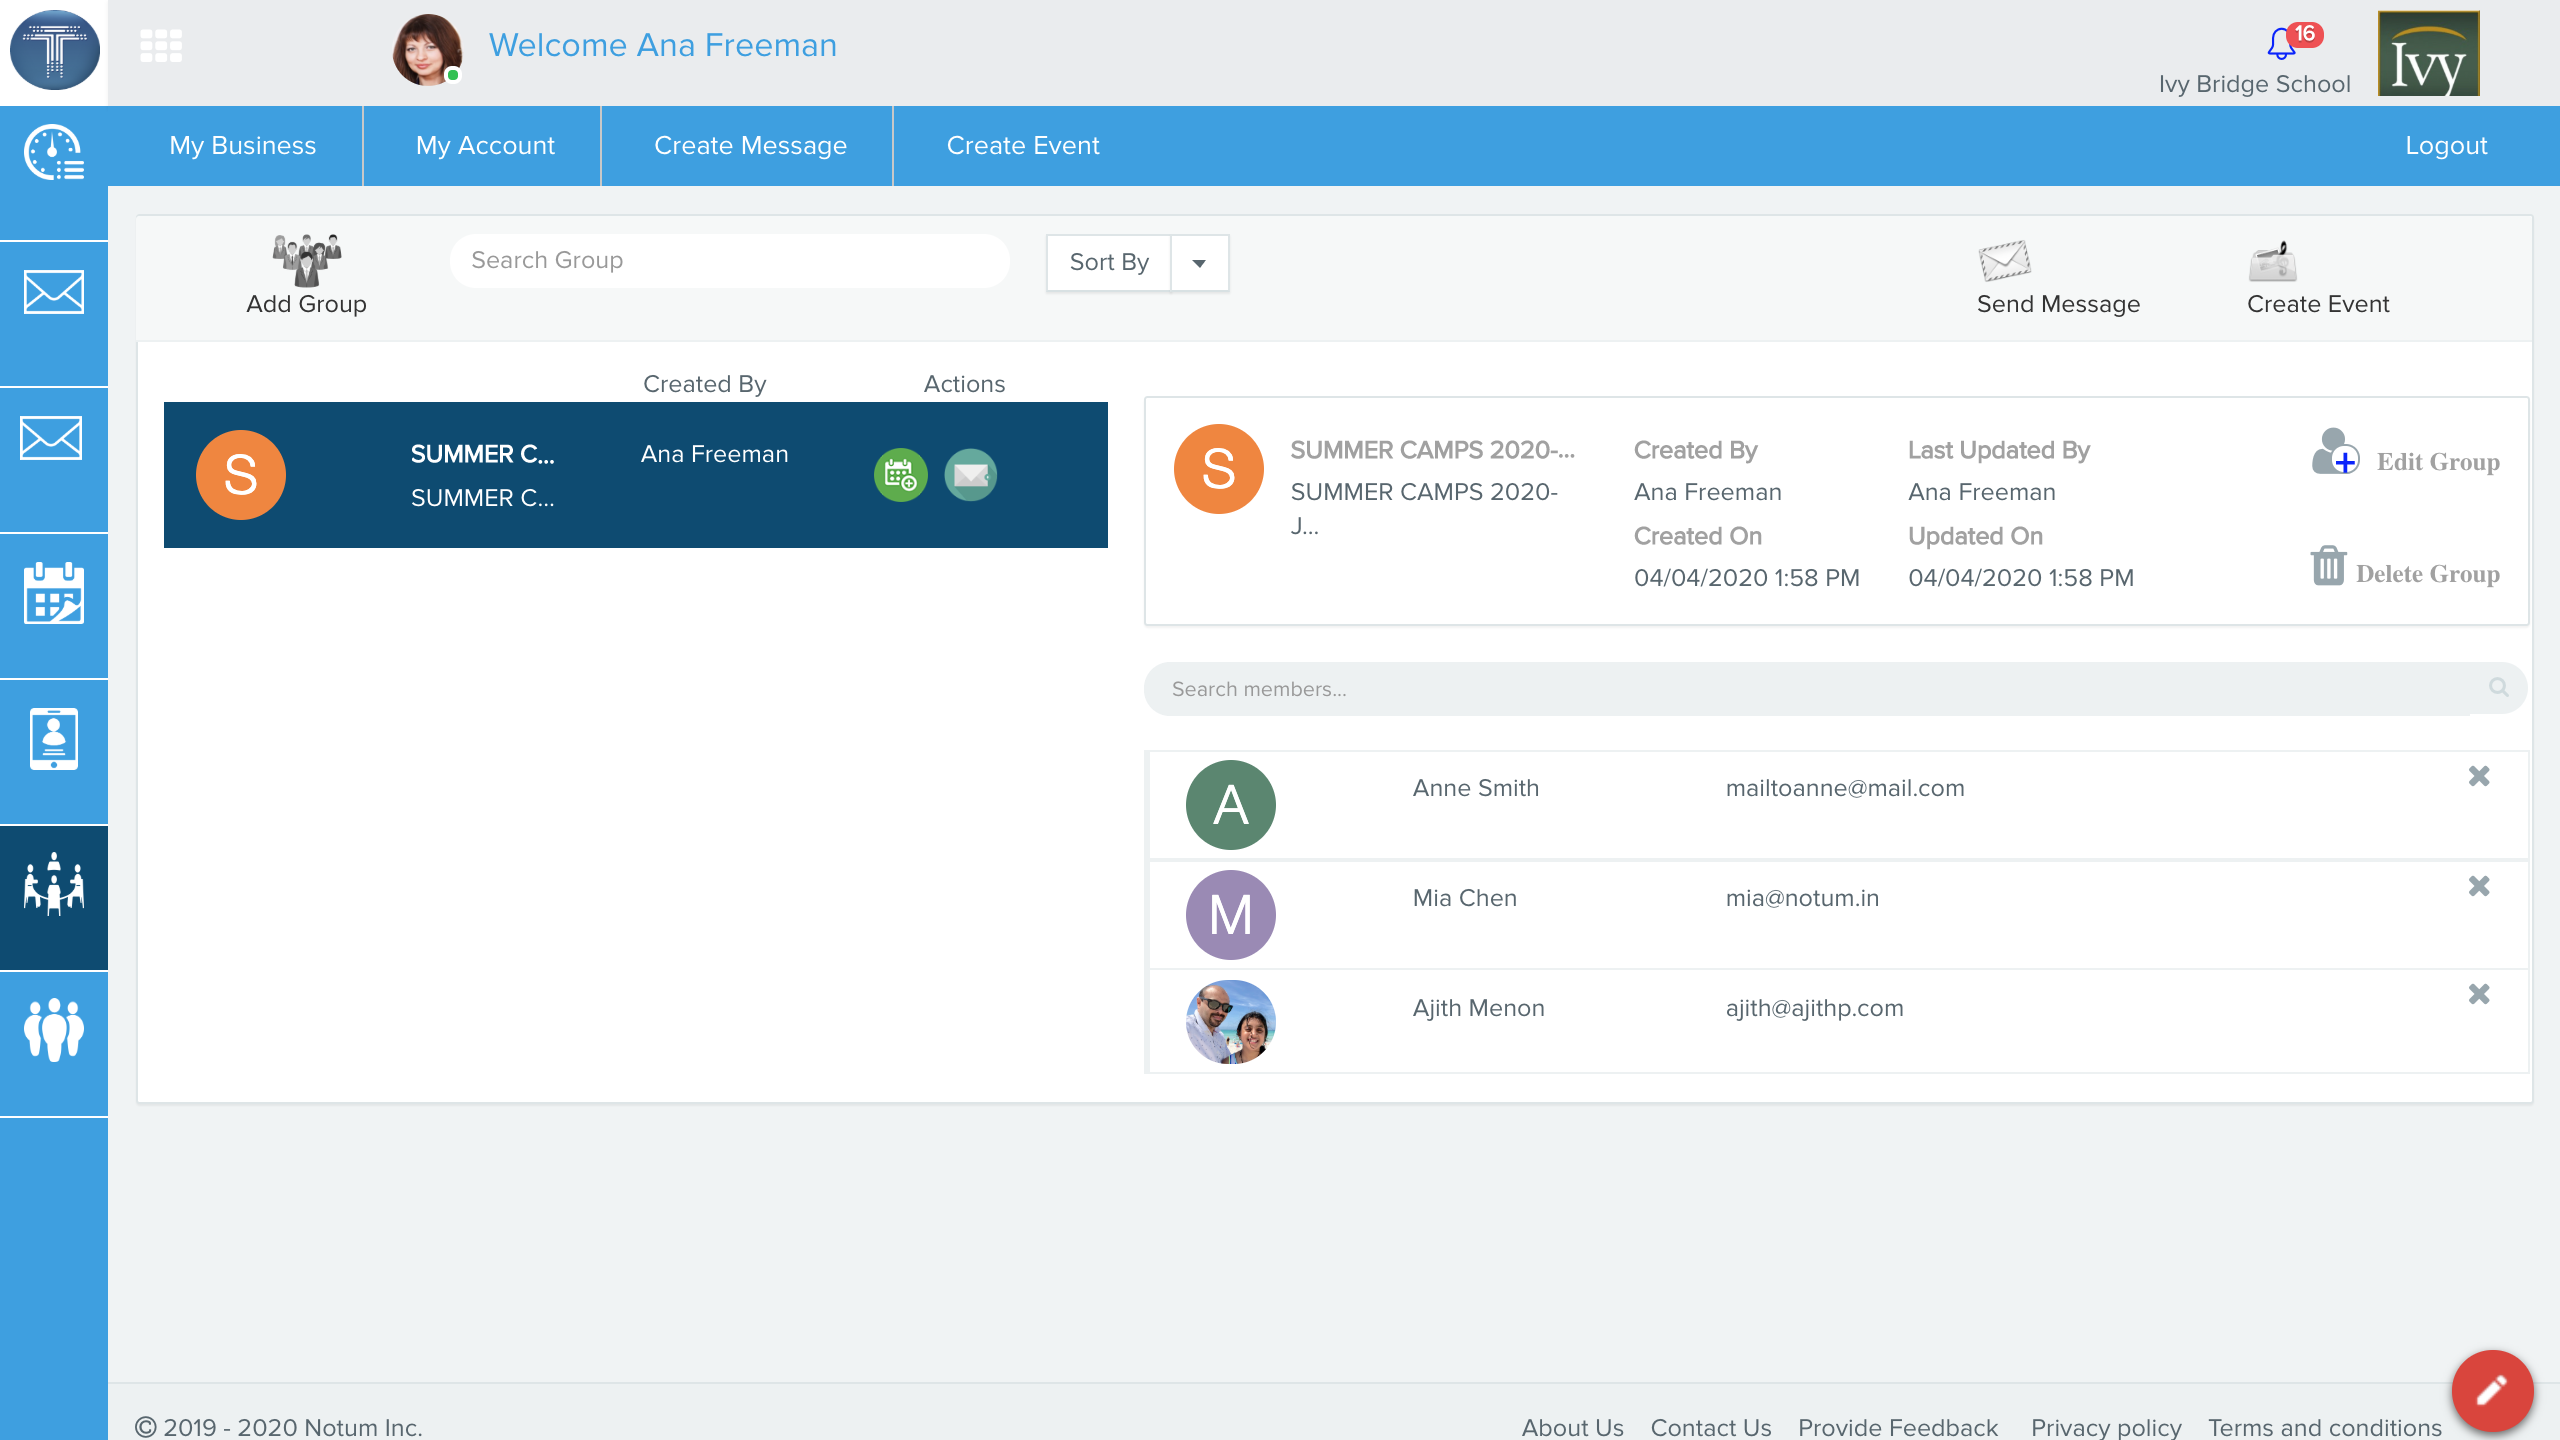 Welcome Ana Freeman
16
Ivy Bridge School
Ivy
My Business
My Account
Create Message
Create Event
Logout
Add Group
Search Group
Sort By
Send Message
Create Event
Created By
Actions
S
SUMMER C...
SUMMER C...
Ana Freeman
S
SUMMER CAMPS 2020-...
SUMMER CAMPS 2020-
J...
Created By
Ana Freeman
Created On
04/04/2020 1:58 PM
Last Updated By
Ana Freeman
Updated On
04/04/2020 1:58 PM
Edit Group
Delete Group
Search members...
A
Anne Smith
mailtoanne@mail.com
M
Mia Chen
mia@notum.in
Ajith Menon
ajith@ajithp.com
© 2019 - 2020 Notum Inc.
About Us
Contact Us
Provide Feedback
Privacy policy
Terms and conditions